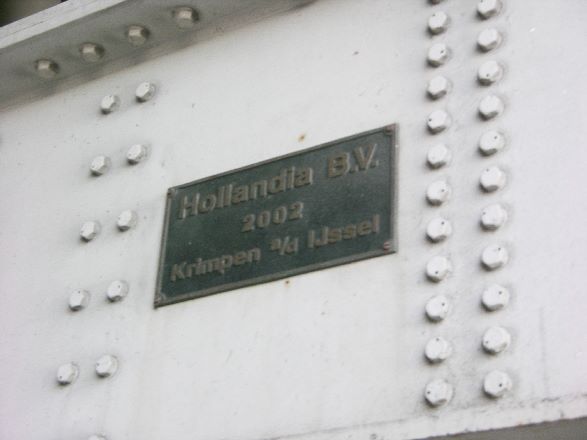 Hollandia B.V.
2002
Krimpen a/d IJssel